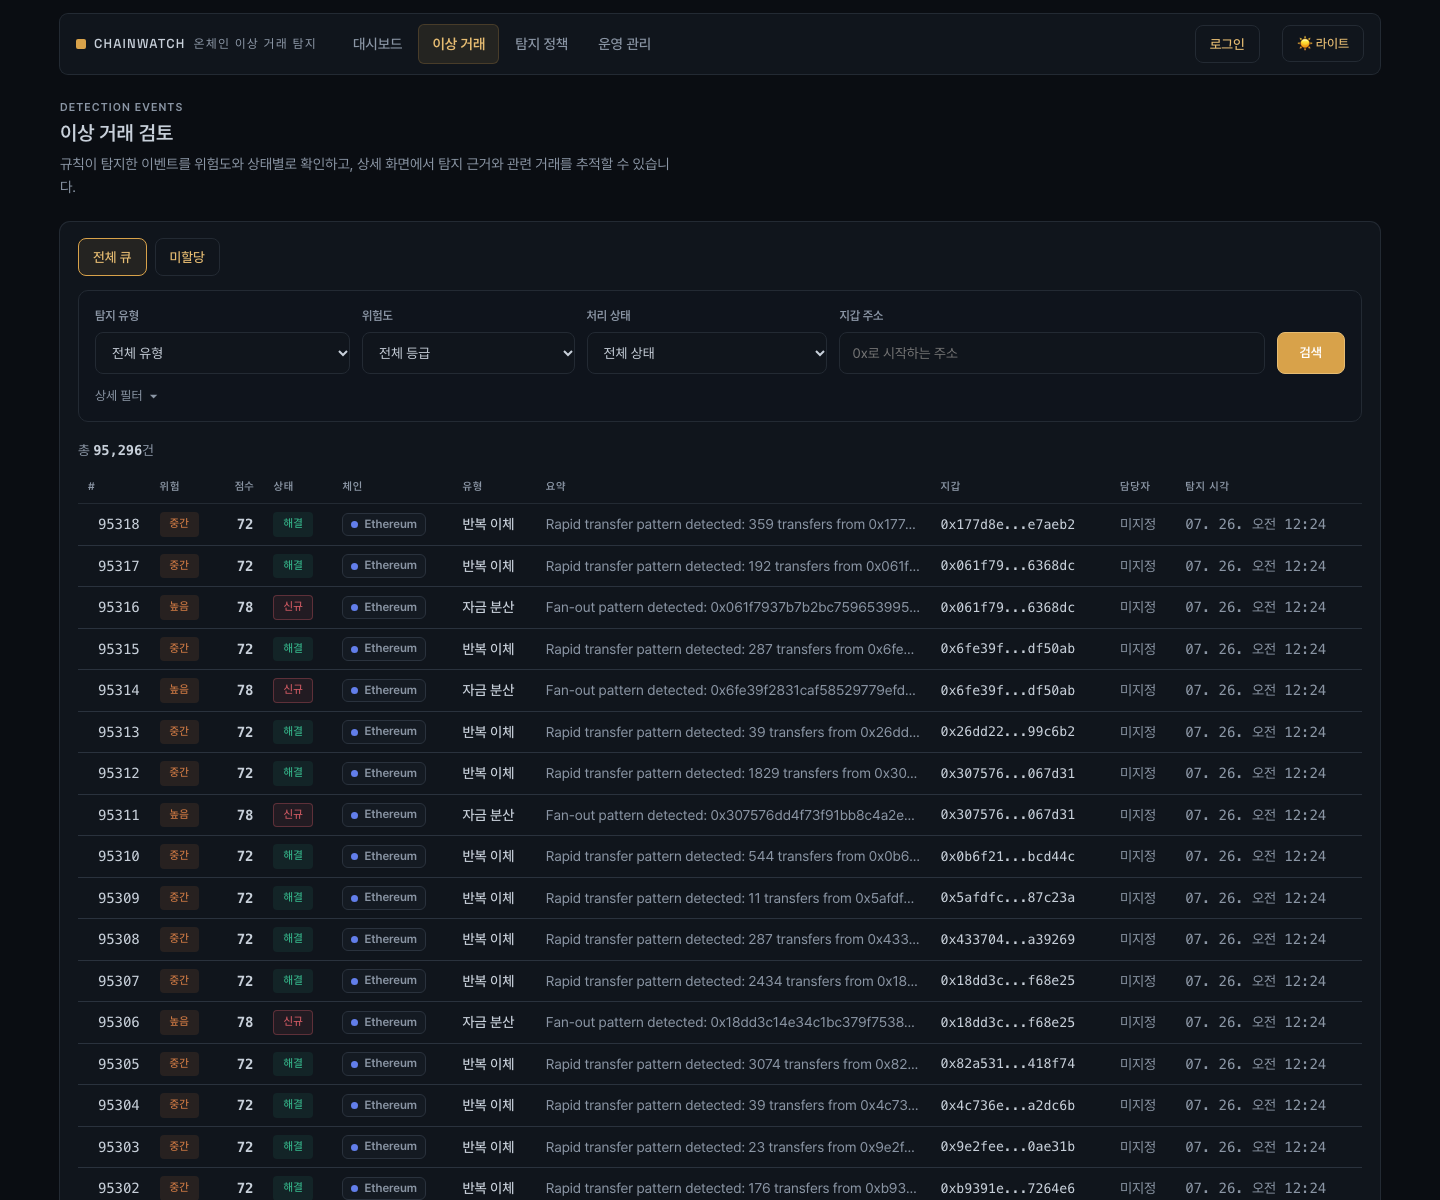 CHAINWATCH 온체인 이상 거래 탐지 대시보드 이상 거래 탐지 정책 운영 관리 로그인 라이트
DETECTION EVENTS
이상 거래 검토
규칙이 탐지한 이벤트를 위험도와 상태별로 확인하고, 상세 화면에서 탐지 근거와 관련 거래를 추적할 수 있습니
다.
전체 큐 미할당
탐지 유형 위험도 처리 상태 지갑 주소
전체 유형 전체 등급 전체 상태 0x로 시작하는 주소 검색
상세 필터
총 95,296건
# 위험 점수 상태 체인 유형 요약 지갑 담당자 탐지 시각
95318 중간 72 해결 Ethereum 반복 이체 Rapid transfer pattern detected: 359 transfers from 0x177... 0x177d8e...e7aeb2 미지정 07. 26. 오전 12:24
95317 중간 72 해결 Ethereum 반복 이체 Rapid transfer pattern detected: 192 transfers from 0x061f... 0x061f79...6368dc 미지정 07. 26. 오전 12:24
95316 높음 78 신규 Ethereum 자금 분산 Fan-out pattern detected: 0x061f7937b7b2bc759653995... 0x061f79...6368dc 미지정 07. 26. 오전 12:24
95315 중간 72 해결 Ethereum 반복 이체 Rapid transfer pattern detected: 287 transfers from 0x6fe... 0x6fe39f...df50ab 미지정 07. 26. 오전 12:24
95314 높음 78 신규 Ethereum 자금 분산 Fan-out pattern detected: 0x6fe39f2831caf58529779efd... 0x6fe39f...df50ab 미지정 07. 26. 오전 12:24
95313 중간 72 해결 Ethereum 반복 이체 Rapid transfer pattern detected: 39 transfers from 0x26dd... 0x26dd22...99c6b2 미지정 07. 26. 오전 12:24
95312 중간 72 해결 Ethereum 반복 이체 Rapid transfer pattern detected: 1829 transfers from 0x30... 0x307576...067d31 미지정 07. 26. 오전 12:24
95311 높음 78 신규 Ethereum 자금 분산 Fan-out pattern detected: 0x307576dd4f73f91bb8c4a2e... 0x307576...067d31 미지정 07. 26. 오전 12:24
95310 중간 72 해결 Ethereum 반복 이체 Rapid transfer pattern detected: 544 transfers from 0x0b6... 0x0b6f21...bcd44c 미지정 07. 26. 오전 12:24
95309 중간 72 해결 Ethereum 반복 이체 Rapid transfer pattern detected: 11 transfers from 0x5afdf... 0x5afdfc...87c23a 미지정 07. 26. 오전 12:24
95308 중간 72 해결 Ethereum 반복 이체 Rapid transfer pattern detected: 287 transfers from 0x433... 0x433704...a39269 미지정 07. 26. 오전 12:24
95307 중간 72 해결 Ethereum 반복 이체 Rapid transfer pattern detected: 2434 transfers from 0x18... 0x18dd3c...f68e25 미지정 07. 26. 오전 12:24
95306 높음 78 신규 Ethereum 자금 분산 Fan-out pattern detected: 0x18dd3c14e34c1bc379f7538... 0x18dd3c...f68e25 미지정 07. 26. 오전 12:24
95305 중간 72 해결 Ethereum 반복 이체 Rapid transfer pattern detected: 3074 transfers from 0x82... 0x82a531...418f74 미지정 07. 26. 오전 12:24
95304 중간 72 해결 Ethereum 반복 이체 Rapid transfer pattern detected: 39 transfers from 0x4c73... 0x4c736e...a2dc6b 미지정 07. 26. 오전 12:24
95303 중간 72 해결 Ethereum 반복 이체 Rapid transfer pattern detected: 23 transfers from 0x9e2f... 0x9e2fee...0ae31b 미지정 07. 26. 오전 12:24
95302 중간 72 해결 Ethereum 반복 이체 Rapid transfer pattern detected: 176 transfers from 0xb93... 0xb9391e...7264e6 미지정 07. 26. 오전 12:24